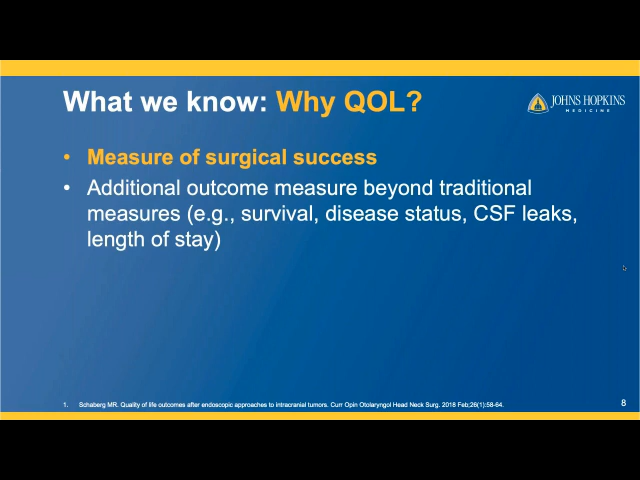 What we know: Why QOL?
JOHNS HOPKINS
MEDICINE
• Measure of surgical success
• Additional outcome measure beyond traditional
measures (e.g., survival, disease status, CSF leaks,
length of stay)
1. Schaberg MR. Quality of life outcomes after endoscopic approaches to intracranial tumors. Curr Opin Otolaryngol Head Neck Surg. 2018 Feb;26(1):58-64.
8